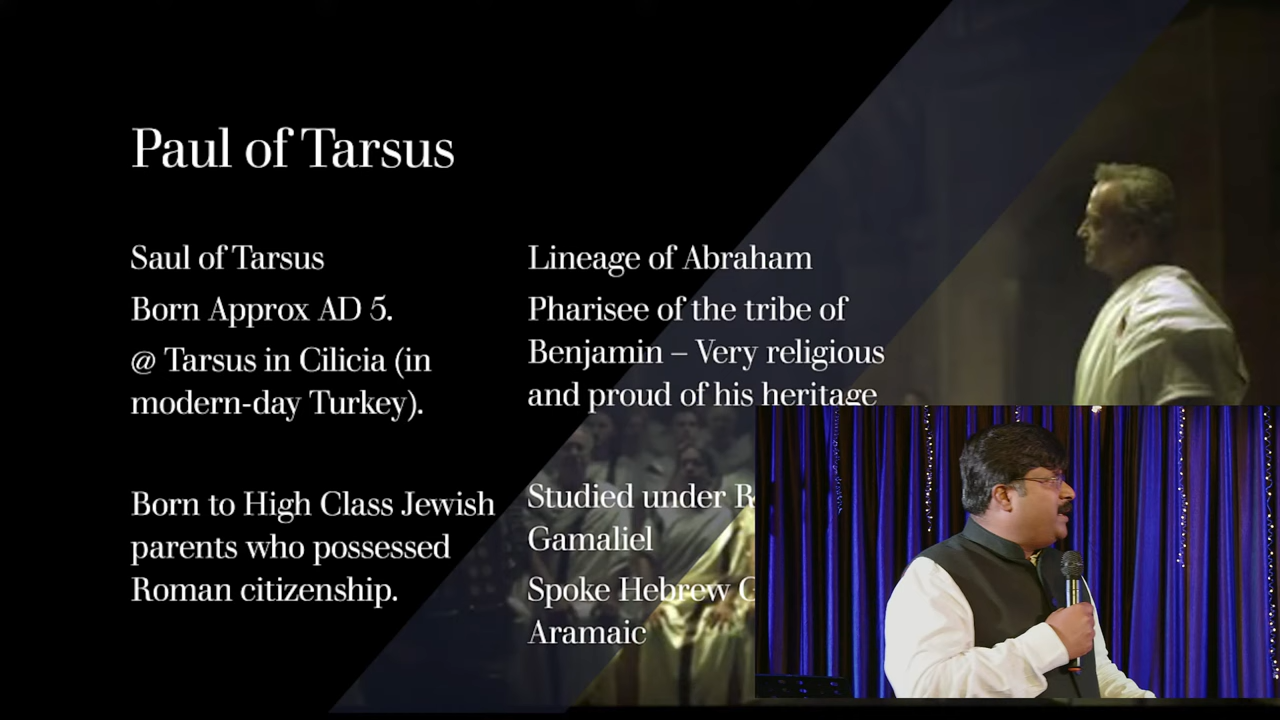 Paul of Tarsus
Saul of Tarsus
Born Approx AD 5.
@ Tarsus in Cilicia (in
modern-day Turkey).
Born to High Class Jewish
parents who possessed
Roman citizenship.
Lineage of Abraham
Pharisee of the tribe of
Benjamin – Very religious
and proud of his heritage
Studied under
Gamaliel
Spoke Hebrew
Aramaic